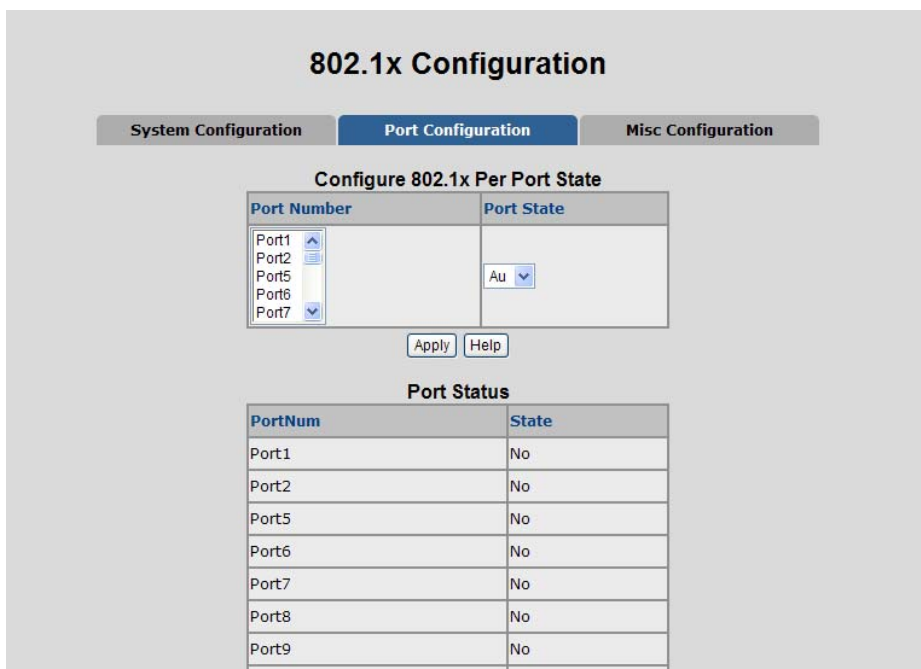 802.1x Configuration
System Configuration Port Configuration Misc Configuration
Configure 802.1x Per Port State
Port Number Port State
Port1
Port2
Port5
Port6
Port7
Au
Apply Help
Port Status
PortNum State
Port1 No
Port2 No
Port5 No
Port6 No
Port7 No
Port8 No
Port9 No